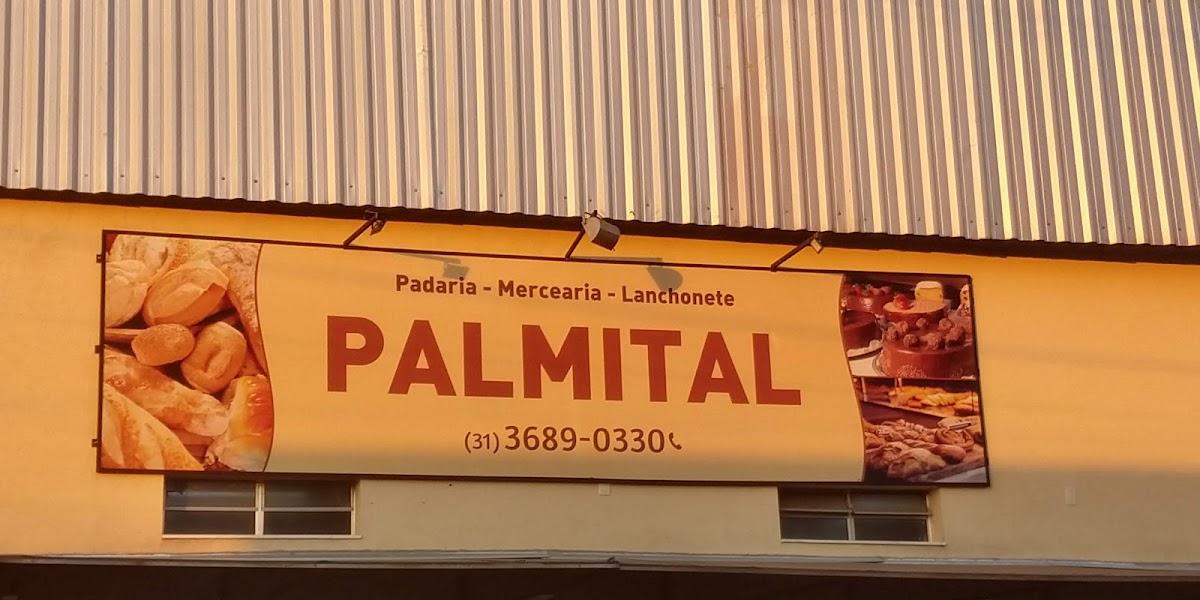 Padaria - Mercearia - Lanchonete
PALMITAL
(31) 3689-0330